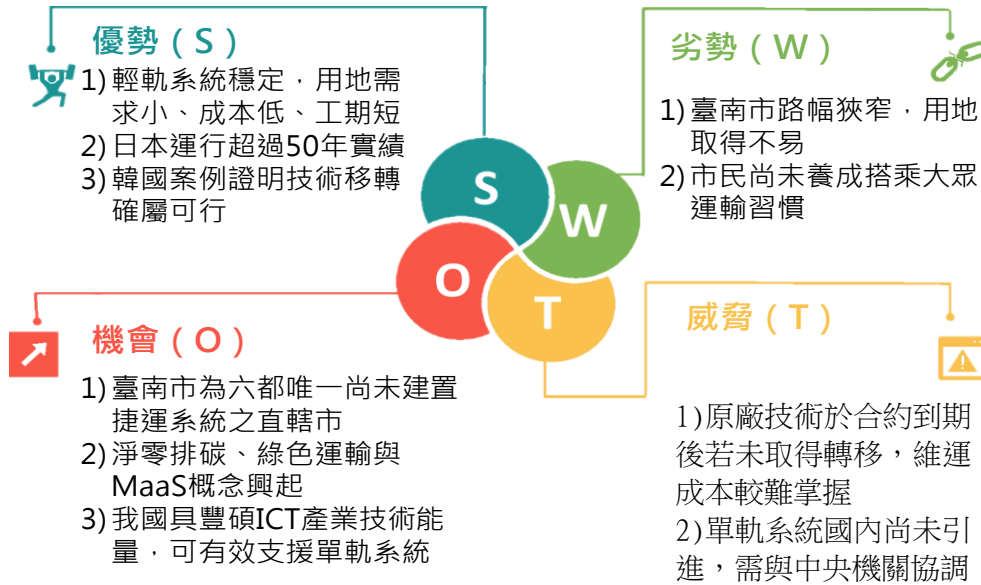 優勢（S）
1) 輕軌系統穩定，用地需
求小、成本低、工期短
2) 日本運行超過50年實績
3) 韓國案例證明技術移轉
確屬可行
劣勢（W）
1) 臺南市路幅狹窄，用地
取得不易
2) 市民尚未養成搭乘大眾
運輸習慣
S
W
O
T
機會（O）
1) 臺南市為六都唯一尚未建置
捷運系統之直轄市
2) 淨零排碳、綠色運輸與
MaaS概念興起
3) 我國具豐碩ICT產業技術能
量，可有效支援單軌系統
威脅（T）
1)原廠技術於合約到期
後若未取得轉移，維運
成本較難掌握
2)單軌系統國內尚未引
進，需與中央機關協調